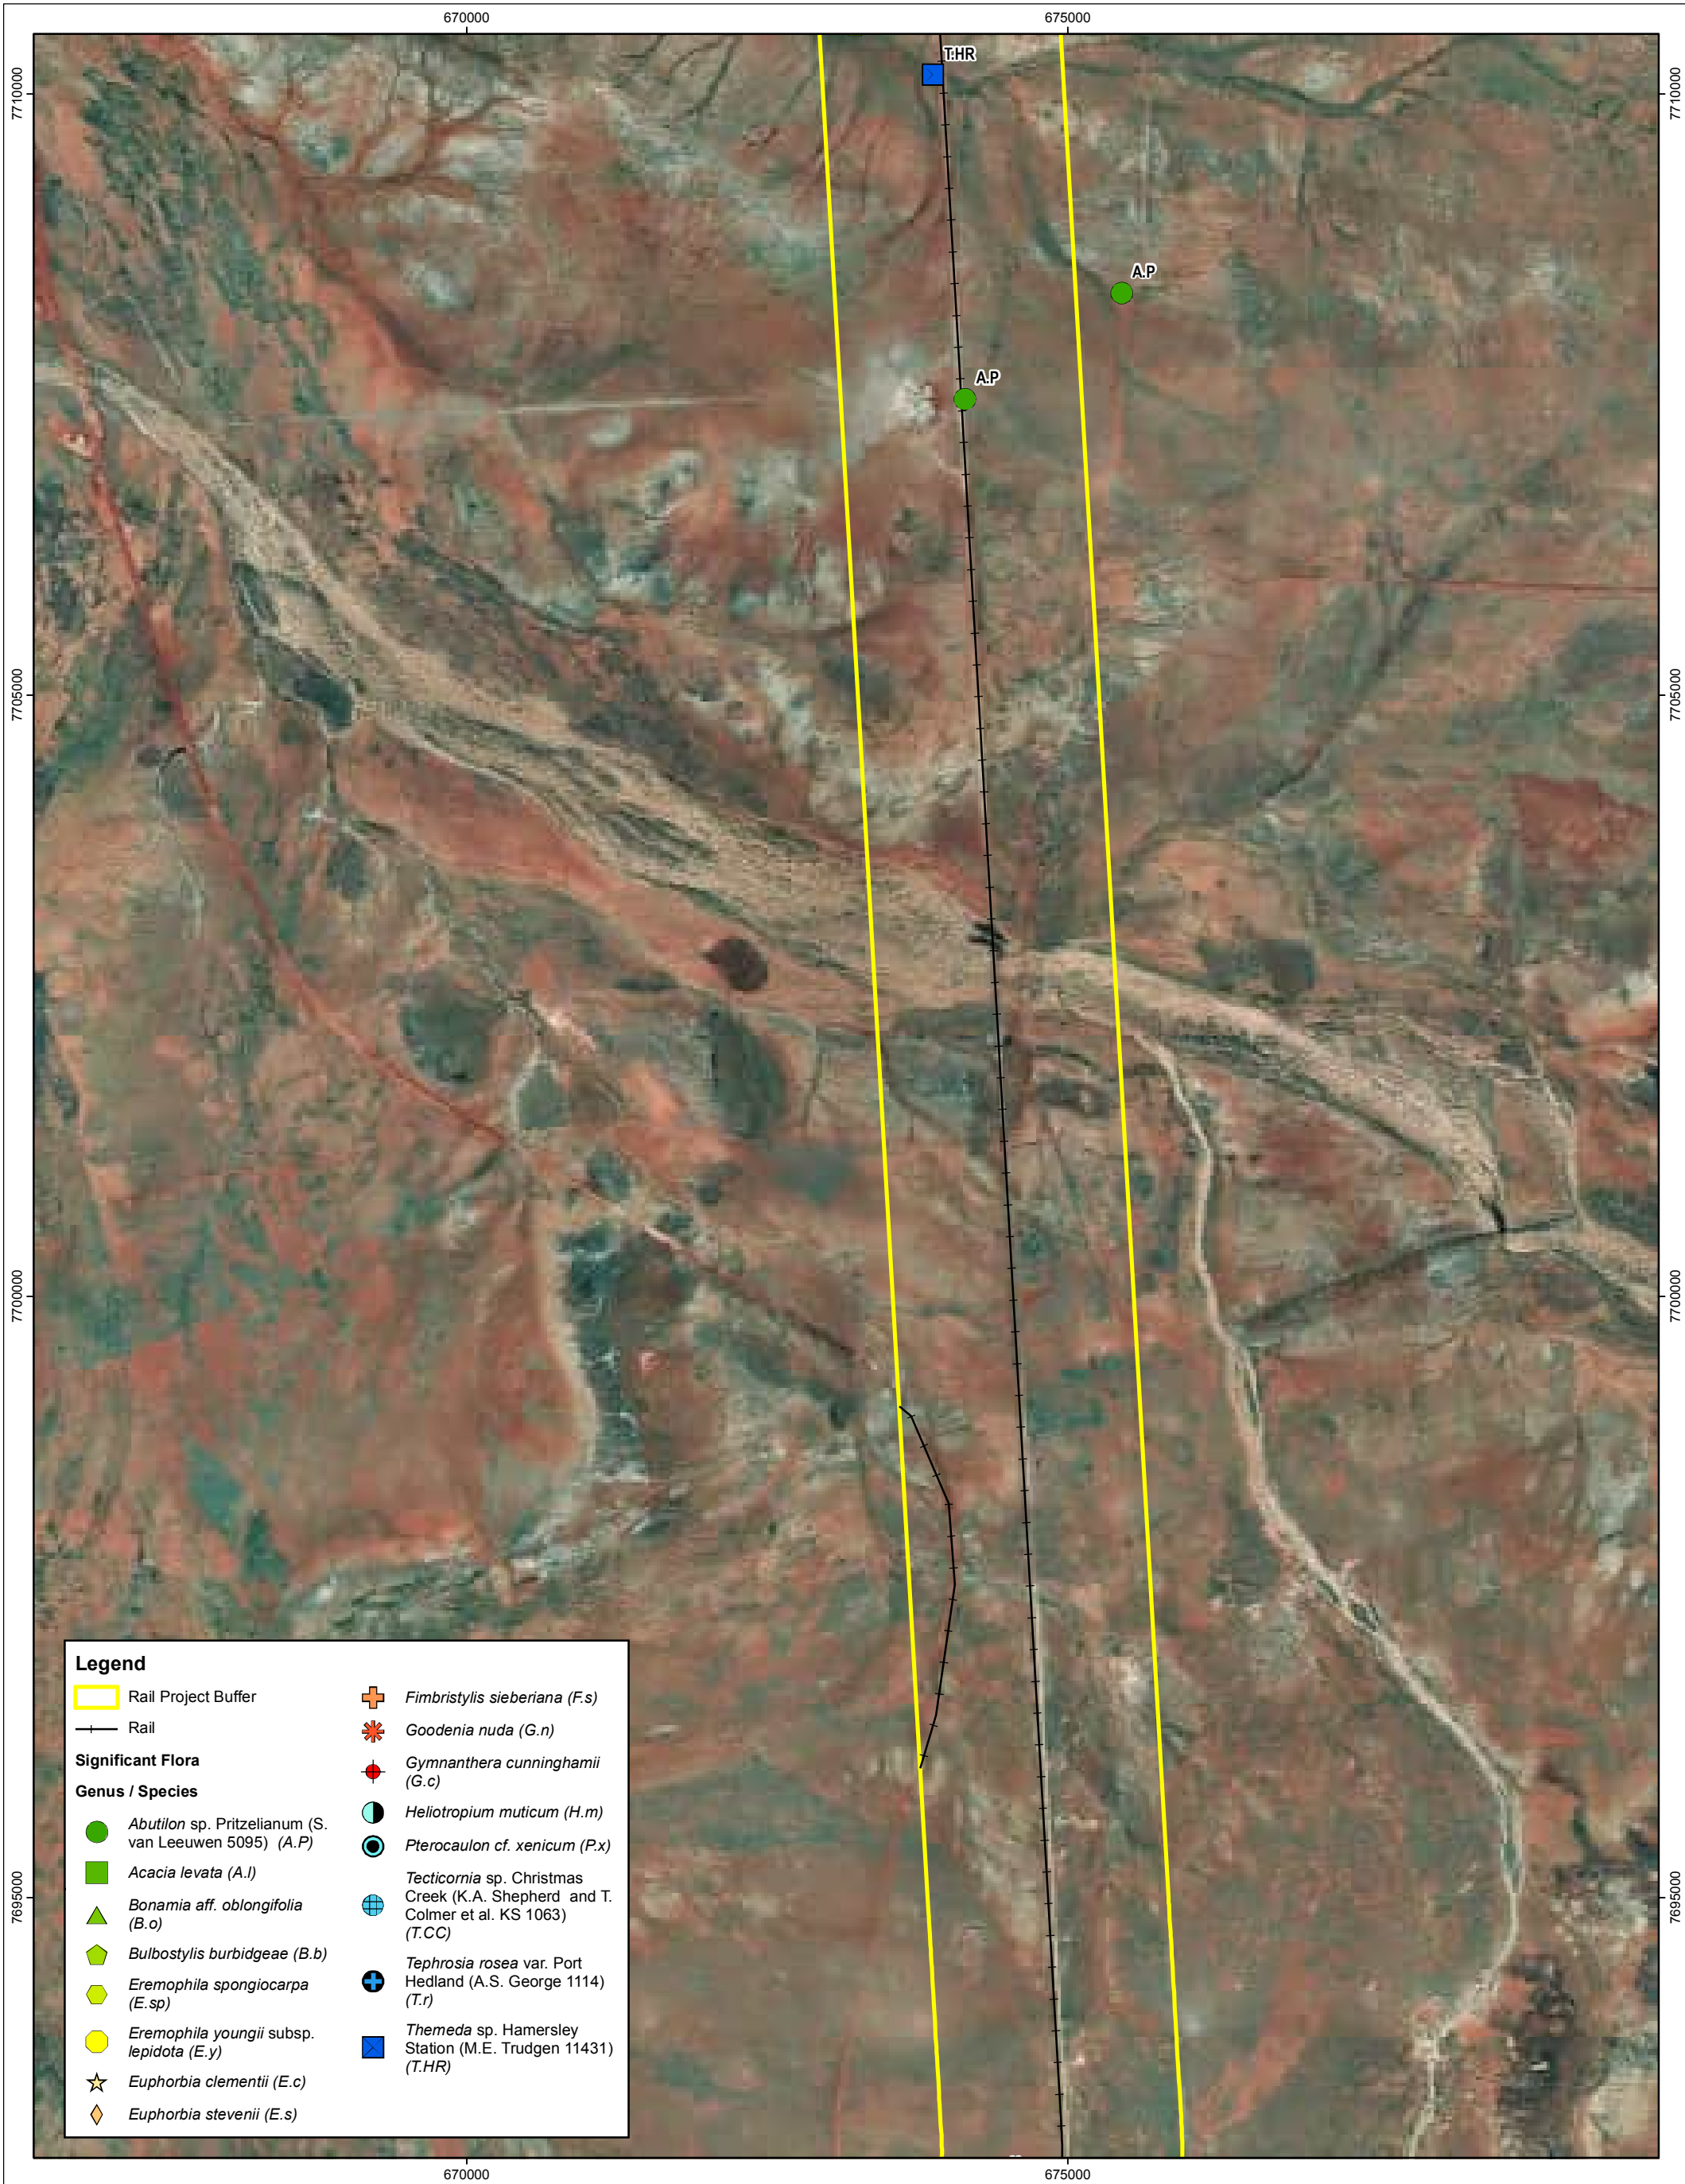 670000
675000
7710000
7710000
T.HR
A.P
A.P
7705000
7705000
7700000
7700000
7695000
7695000
Legend
Rail Project Buffer
Rail
Significant Flora
Genus / Species
Abutilon sp. Pritzelianum (S.
van Leeuwen 5095) (A.P)
Acacia levata (A.l)
Bonamia aff. oblongifolia
(B.o)
Bulbostylis burbidgeae (B.b)
Eremophila spongiocarpa
(E.sp)
Eremophila youngii subsp.
lepidota (E.y)
Euphorbia clementii (E.c)
Euphorbia stevenii (E.s)
Fimbristylis sieberiana (F.s)
Goodenia nuda (G.n)
Gymnanthera cunninghamii
(G.c)
Heliotropium muticum (H.m)
Pterocaulon cf. xenicum (P.x)
Tecticornia sp. Christmas
Creek (K.A. Shepherd and T.
Colmer et al. KS 1063)
(T.CC)
Tephrosia rosea var. Port
Hedland (A.S. George 1114)
(T.r)
Themeda sp. Hamersley
Station (M.E. Trudgen 11431)
(T.HR)
670000
675000